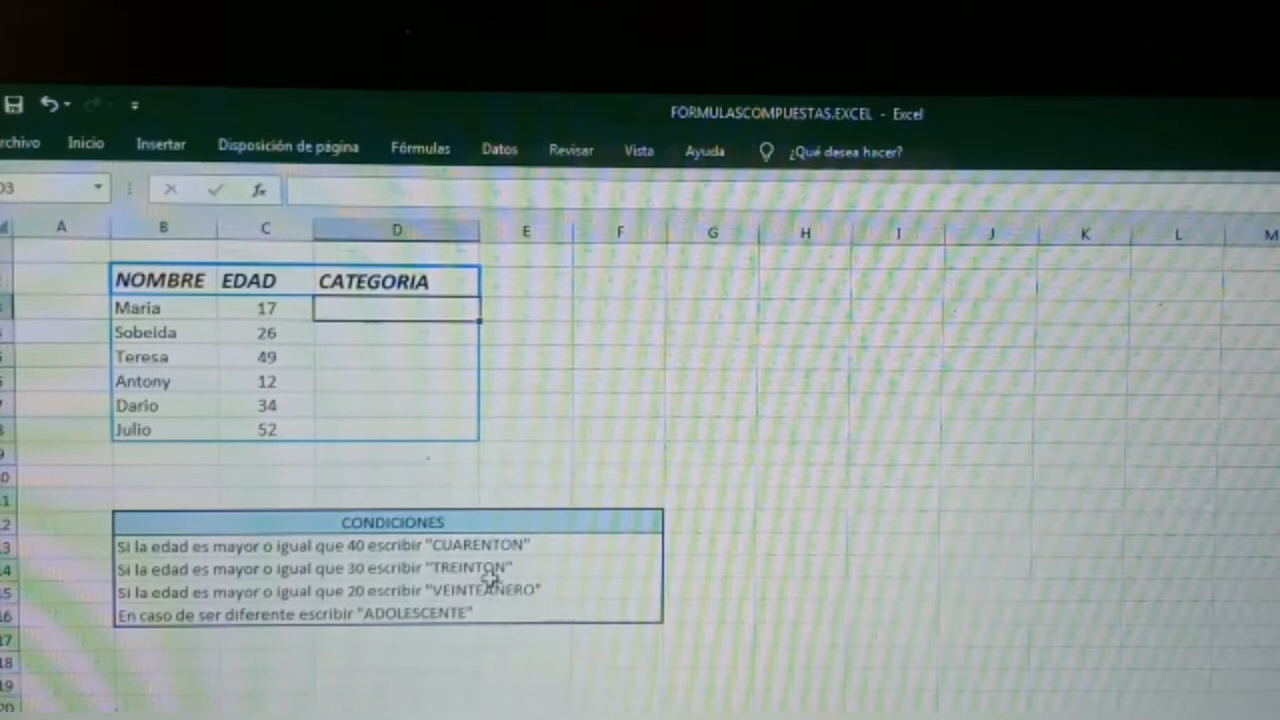 FORMULASCOMPUESTAS.EXCEL - Excel
rchivo Inicio Insertar Disposición de página Fórmulas Datos Revisar Vista Ayuda ¿Qué desea hacer?
D3 fx
A B C D E F G H I J K L M
NOMBRE EDAD CATEGORIA
Maria 17
Sobeida 26
Teresa 49
Antony 12
Dario 34
Julio 52
CONDICIONES
Si la edad es mayor o igual que 40 escribir "CUARENTON"
Si la edad es mayor o igual que 30 escribir "TREINTON"
Si la edad es mayor o igual que 20 escribir "VEINTEAÑERO"
En caso de ser diferente escribir "ADOLESCENTE"